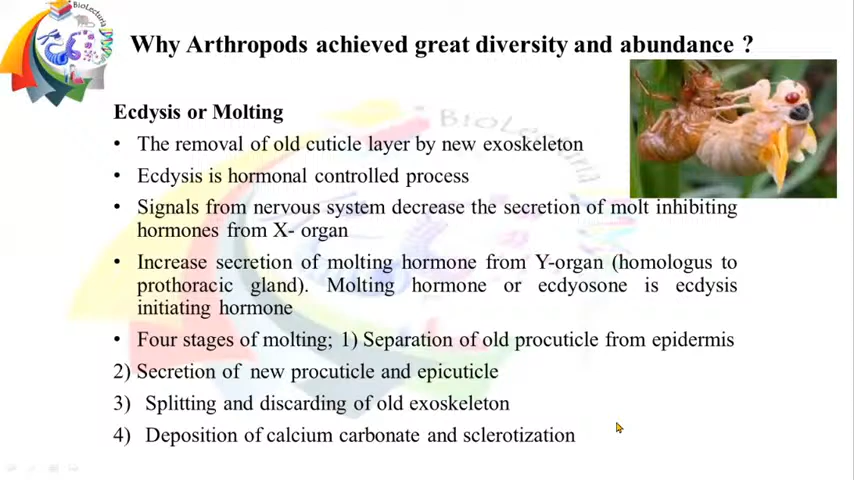 BioLecturia
Why Arthropods achieved great diversity and abundance ?
Ecdysis or Molting
BioLecturia
• The removal of old cuticle layer by new exoskeleton
• Ecdysis is hormonal controlled process
• Signals from nervous system decrease the secretion of molt inhibiting
hormones from X- organ
• Increase secretion of molting hormone from Y-organ (homologus to
prothoracic gland). Molting hormone or ecdyosone is ecdysis
initiating hormone
• Four stages of molting; 1) Separation of old procuticle from epidermis
2) Secretion of new procuticle and epicuticle
3) Splitting and discarding of old exoskeleton
4) Deposition of calcium carbonate and sclerotization